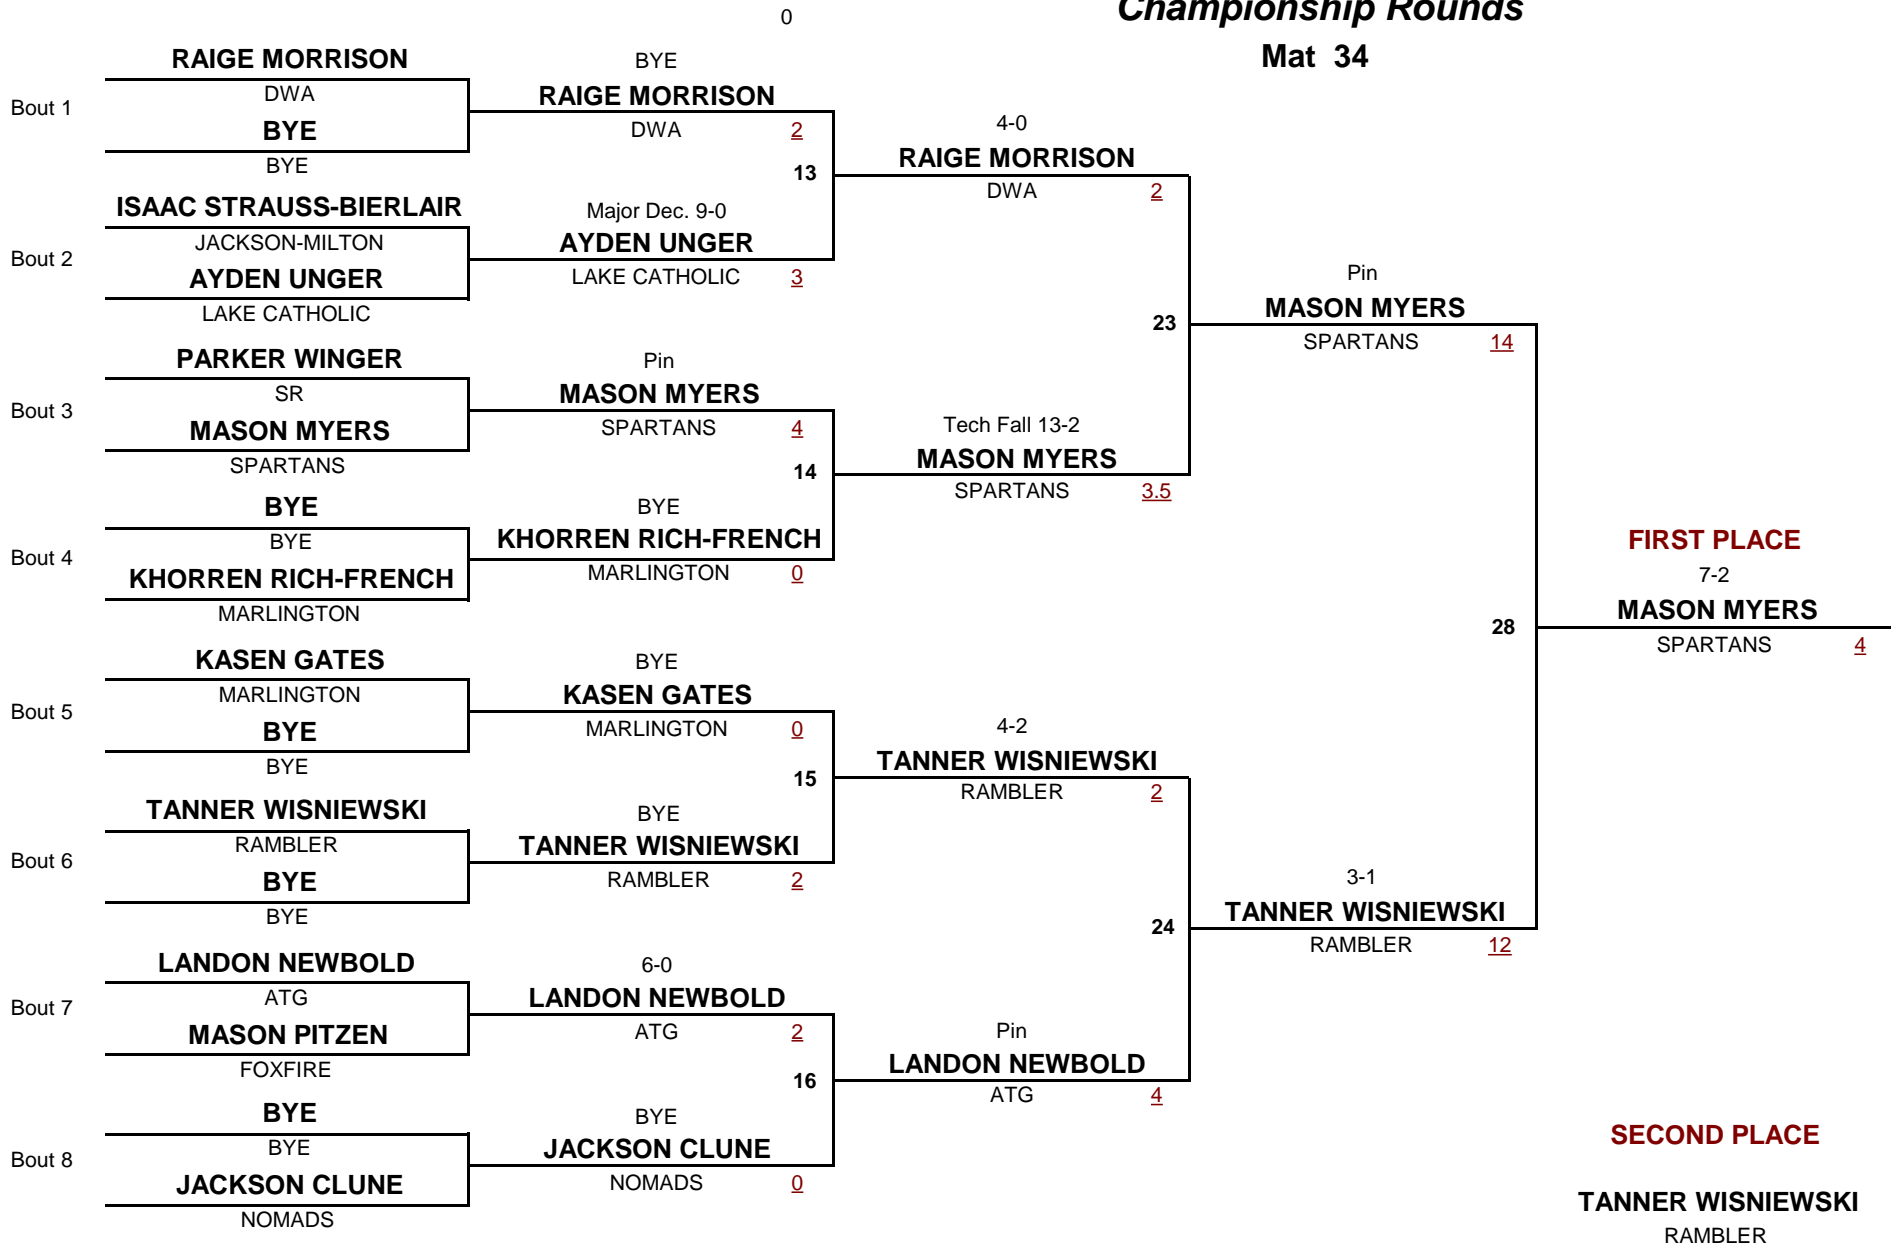 0
Championship Rounds
Mat 34
RAIGE MORRISON
Bout 1
DWA
BYE
BYE
ISAAC STRAUSS-BIERLAIR
Bout 2
JACKSON-MILTON
AYDEN UNGER
LAKE CATHOLIC
PARKER WINGER
Bout 3
SR
MASON MYERS
SPARTANS
BYE
Bout 4
BYE
KHORREN RICH-FRENCH
MARLINGTON
KASEN GATES
Bout 5
MARLINGTON
BYE
BYE
TANNER WISNIEWSKI
Bout 6
RAMBLER
BYE
BYE
LANDON NEWBOLD
Bout 7
ATG
MASON PITZEN
FOXFIRE
BYE
Bout 8
BYE
JACKSON CLUNE
NOMADS
BYE
RAIGE MORRISON
DWA 2
13
Major Dec. 9-0
AYDEN UNGER
LAKE CATHOLIC 3
Pin
MASON MYERS
SPARTANS 4
14
BYE
KHORREN RICH-FRENCH
MARLINGTON 0
BYE
KASEN GATES
MARLINGTON 0
15
BYE
TANNER WISNIEWSKI
RAMBLER 2
6-0
LANDON NEWBOLD
ATG 2
16
BYE
JACKSON CLUNE
NOMADS 0
4-0
RAIGE MORRISON
DWA 2
23
Tech Fall 13-2
MASON MYERS
SPARTANS 3.5
4-2
TANNER WISNIEWSKI
RAMBLER 2
24
Pin
LANDON NEWBOLD
ATG 4
Pin
MASON MYERS
SPARTANS 14
28
3-1
TANNER WISNIEWSKI
RAMBLER 12
FIRST PLACE
7-2
MASON MYERS
SPARTANS 4
SECOND PLACE
TANNER WISNIEWSKI
RAMBLER